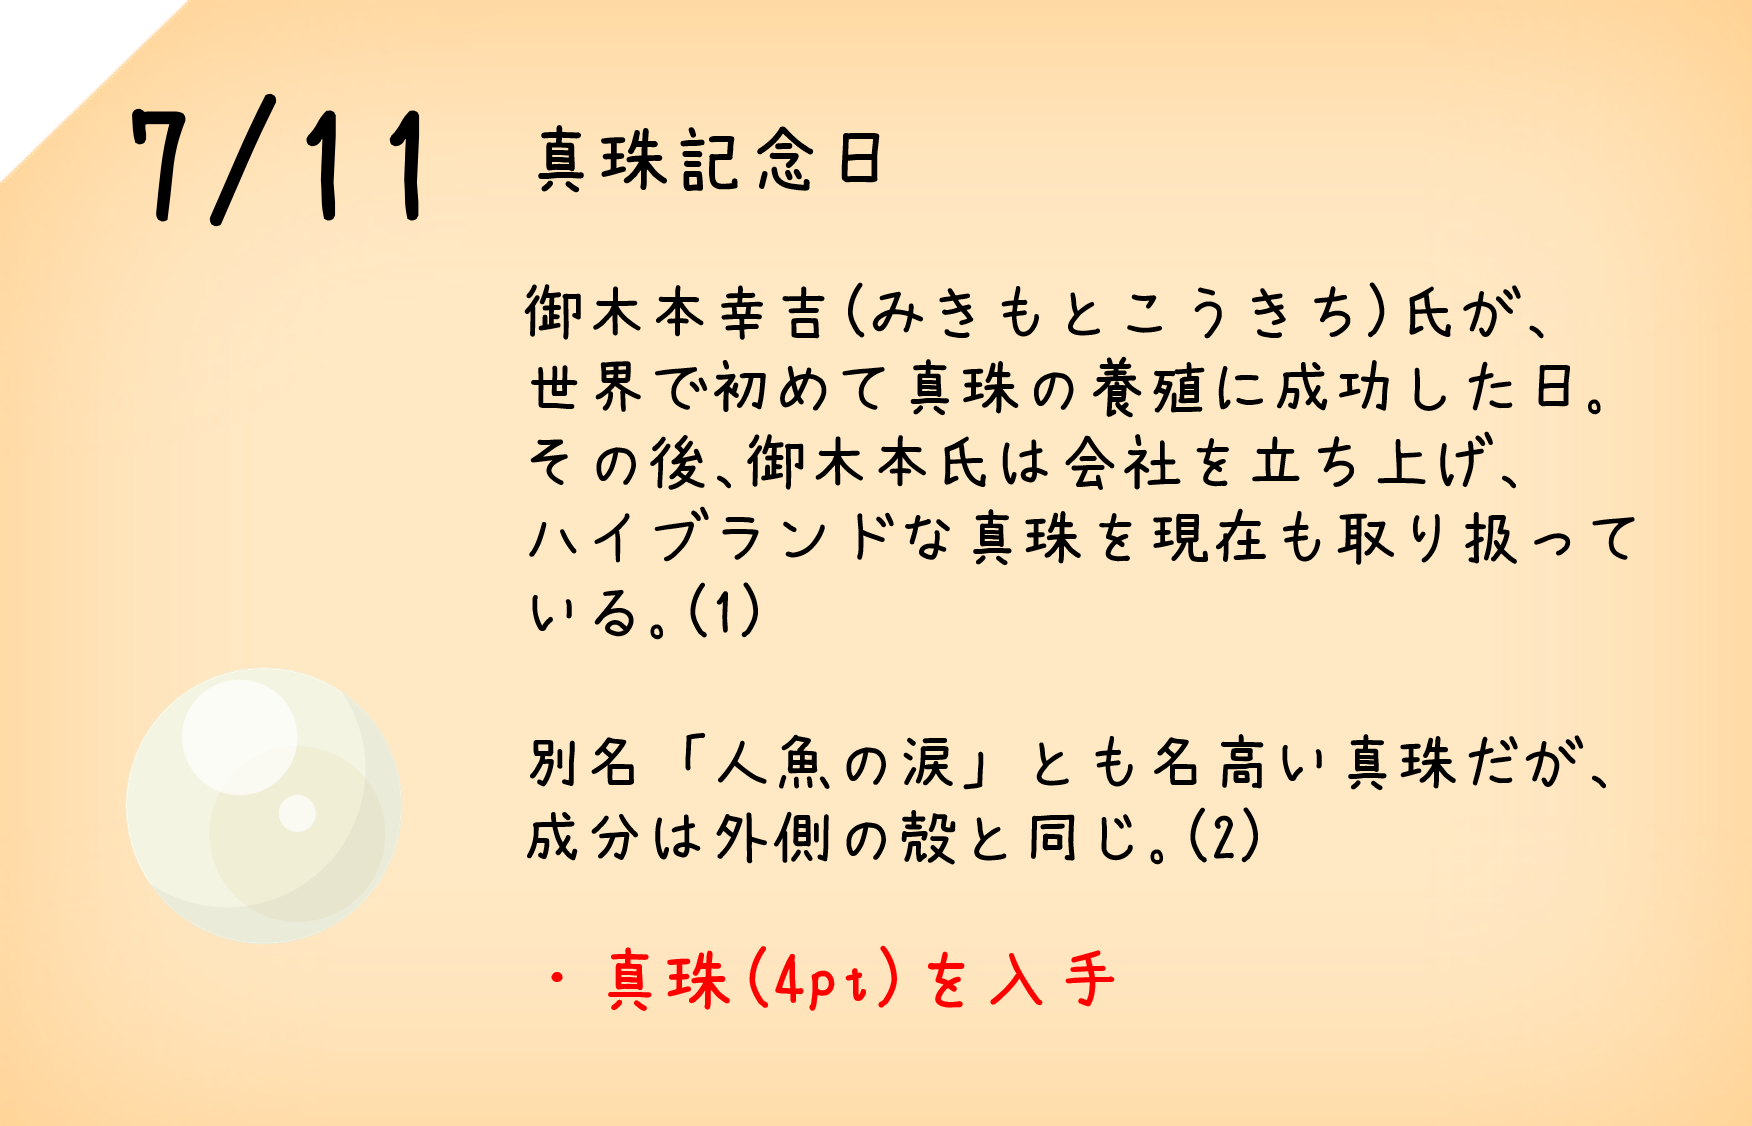 7/11 真珠記念日
御木本幸吉(みきもとこうきち)氏が、
世界で初めて真珠の養殖に成功した日。
その後、御木本氏は会社を立ち上げ、
ハイブランドな真珠を現在も取り扱って
いる。(1)
別名「人魚の涙」とも名高い真珠だが、
成分は外側の殻と同じ。(2)
・真珠(4pt)を入手